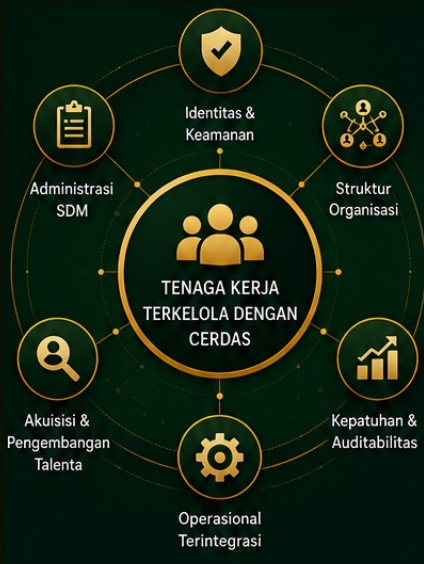 Identitas &
Keamanan
Administrasi
SDM
Struktur
Organisasi
TENAGA KERJA
TERKELOLA DENGAN
CERDAS
Akuisisi &
Pengembangan
Talenta
Kepatuhan &
Auditabilitas
Operasional
Terintegrasi